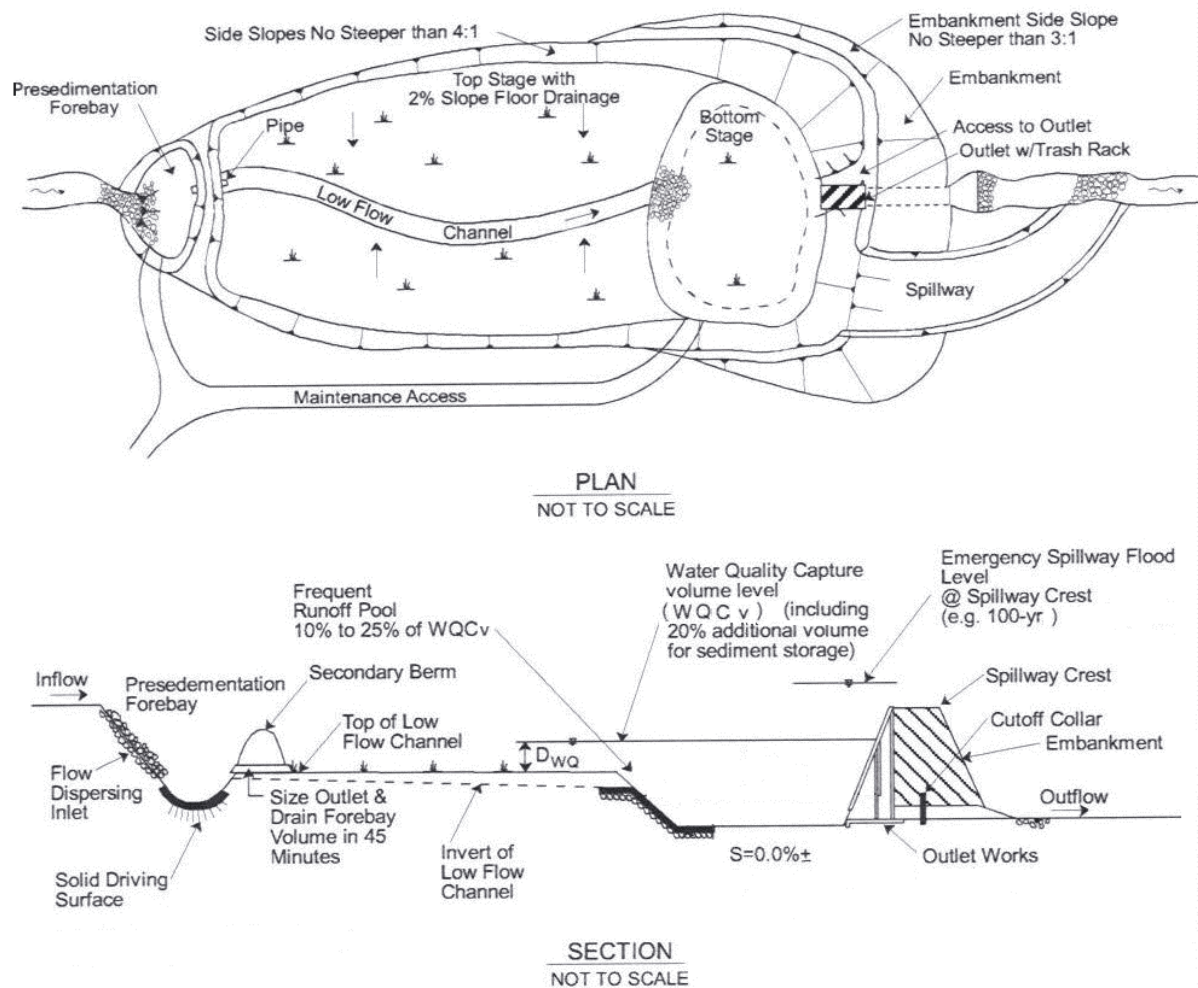 Side Slopes No Steeper than 4:1
Embankment Side Slope
No Steeper than 3:1
Presedimentation
Forebay
Top Stage with
2% Slope Floor Drainage
Embankment
Pipe
Bottom
Stage
Access to Outlet
Outlet w/Trash Rack
Low Flow
Channel
Spillway
Maintenance Access
PLAN
NOT TO SCALE
Frequent
Runoff Pool
10% to 25% of WQCv
Water Quality Capture
volume level
(WQCv) (including
20% additional volume
for sediment storage)
Emergency Spillway Flood
Level
@ Spillway Crest
(e.g. 100-yr )
Inflow
Presedementation
Forebay
Secondary Berm
Spillway Crest
Top of Low
Flow Channel
DWQ
Cutoff Collar
Embankment
Flow
Dispersing
Inlet
Size Outlet &
Drain Forebay
Volume in 45
Minutes
Outflow
Invert of
Low Flow
Channel
S=0.0%±
Outlet Works
Solid Driving
Surface
SECTION
NOT TO SCALE